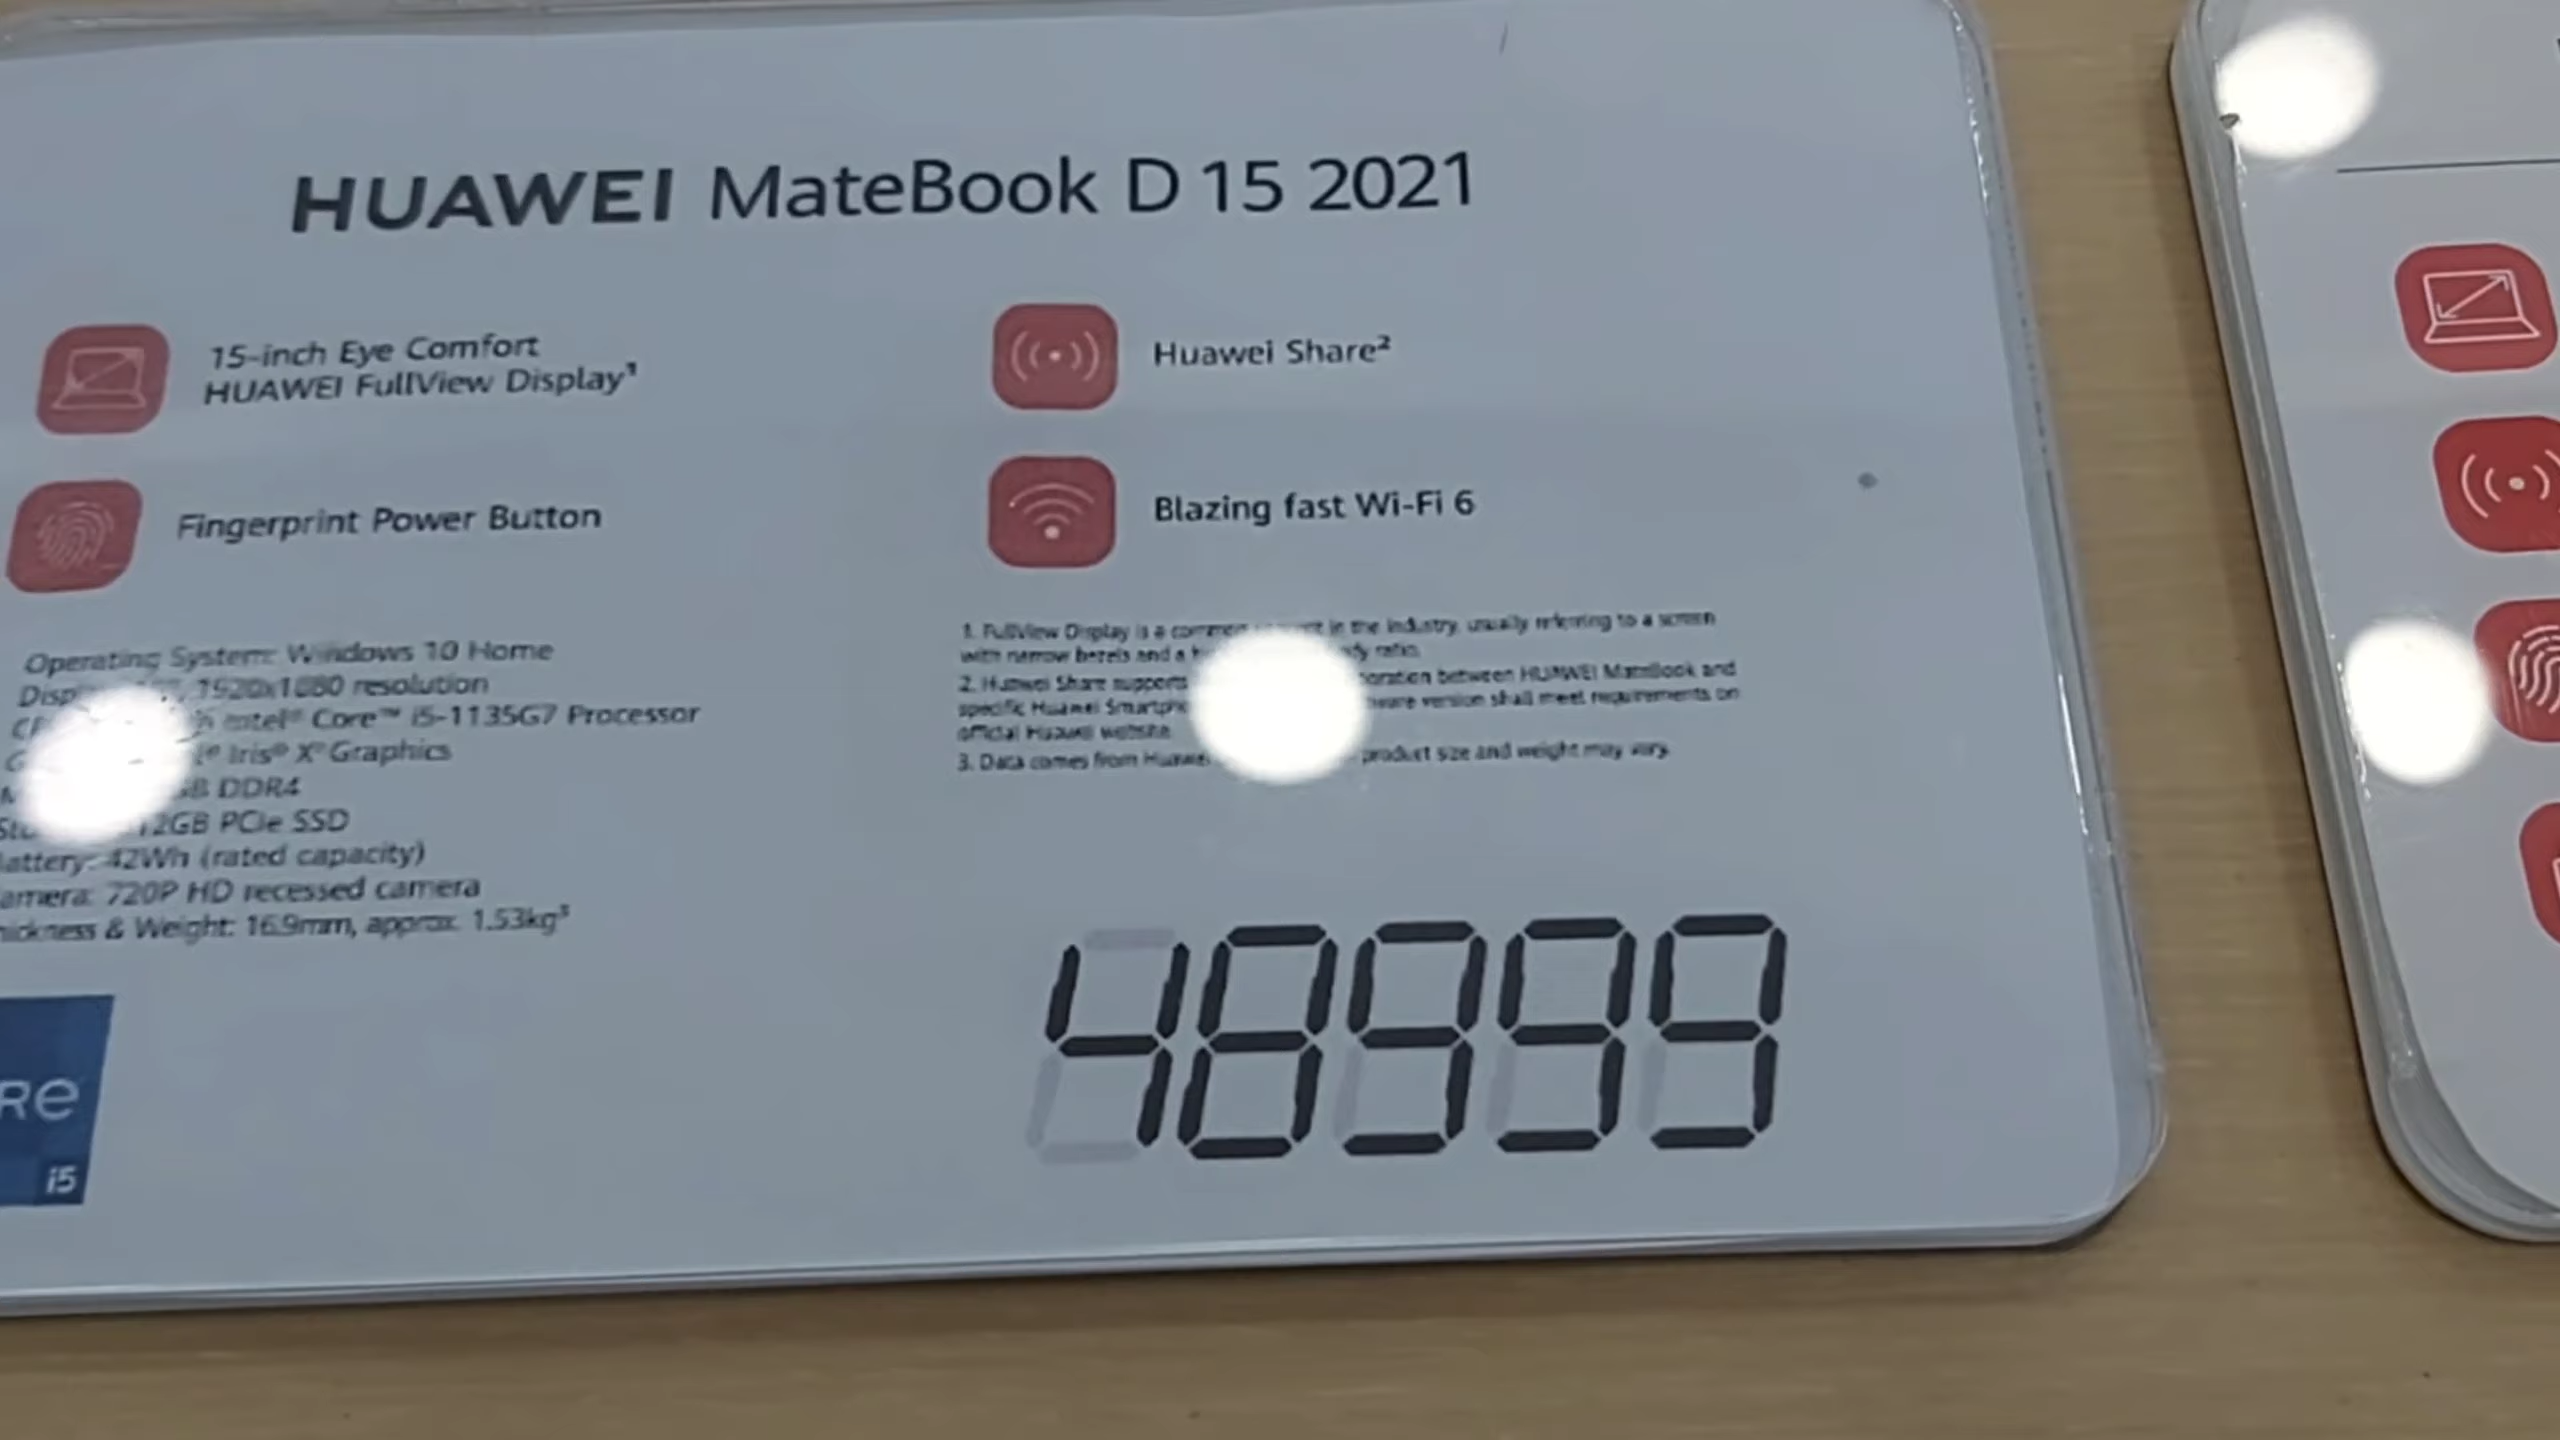 HUAWEI MateBook D 15 2021
15-inch Eye Comfort
HUAWEI FullView Display¹
Huawei Share²
Fingerprint Power Button
Blazing fast Wi-Fi 6
Operating System: Windows 10 Home
1920x1080 resolution
Intel® Core™ i5-1135G7 Processor
Iris® Xᵉ Graphics
DDR4
PCIe SSD
42Wh (rated capacity)
720P HD recessed camera
& Weight: 16.9mm, approx. 1.53kg³
1. FullView Display is a common in the industry, usually referring to a screen
with narrow bezels and a ratio.
2. Huawei Share supports between HUAWEI MateBook and
specific Huawei version shall meet requirements on
official Huawei website.
3. Data comes from Huawei product size and weight may vary.
48999
i5